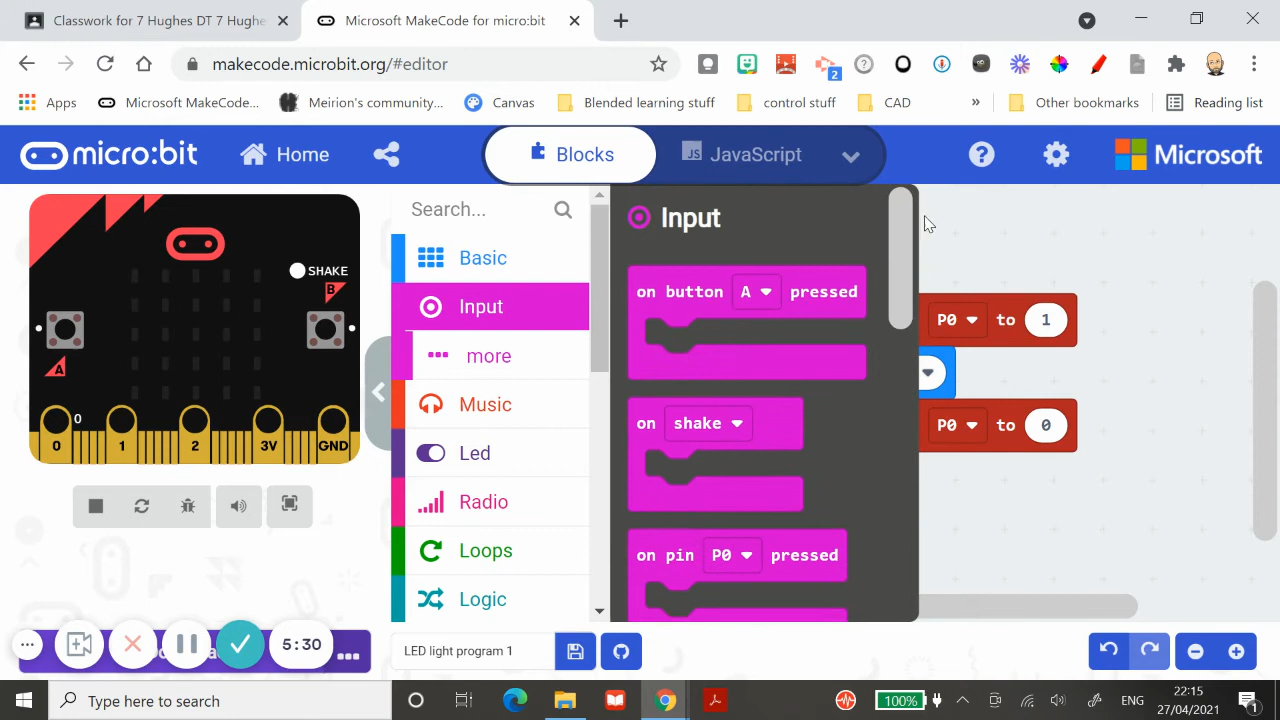 Classwork for 7 Hughes DT 7 Hughe
Microsoft MakeCode for micro:bit
makecode.microbit.org/#editor
2
Apps
Microsoft MakeCode...
Meirion's community...
Canvas
Blended learning stuff
control stuff
CAD
»
Other bookmarks
Reading list
micro:bit
Home
Blocks
JS
JavaScript
?
Microsoft
Search...
Basic
Input
more
Music
Led
Radio
Loops
Logic
SHAKE
B
A
0
0 1 2 3V GND
Input
on button A pressed
on shake
on pin P0 pressed
P0 to 1
P0 to 0
5:30
LED light program 1
Type here to search
100%
ENG
22:15
27/04/2021
1